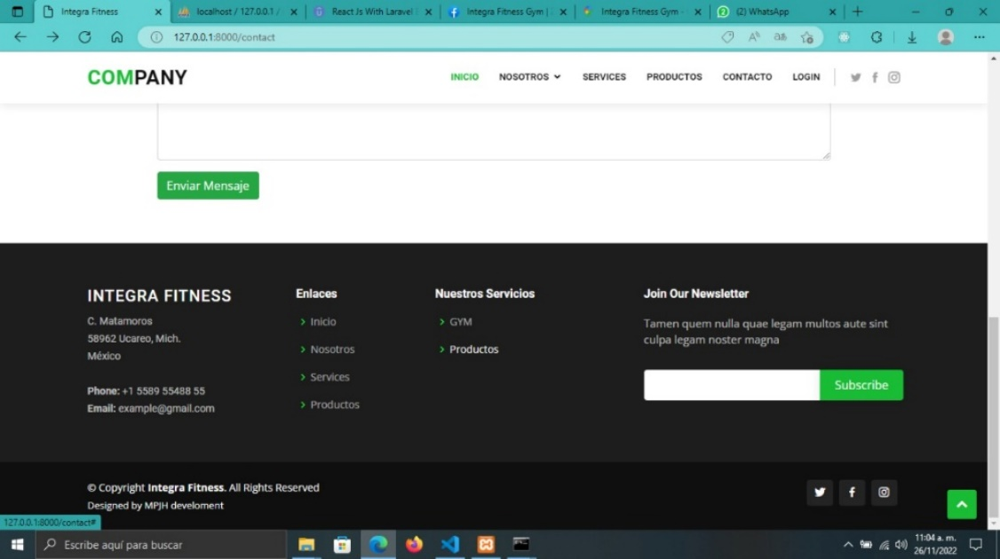 Integra Fitness
localhost / 127.0.0.1 /
React Js With Laravel
Integra Fitness Gym |
Integra Fitness Gym -
(2) WhatsApp
127.0.0.1:8000/contact
COMPANY
INICIO NOSOTROS SERVICES PRODUCTOS CONTACTO LOGIN
Enviar Mensaje
INTEGRA FITNESS
C. Matamoros
58962 Ucareo, Mich.
México
Phone: +1 5589 55488 55
Email: example@gmail.com
Enlaces
Inicio
Nosotros
Services
Productos
Nuestros Servicios
GYM
Productos
Join Our Newsletter
Tamen quem nulla quae legam multos aute sint
culpa legam noster magna
Subscribe
© Copyright Integra Fitness. All Rights Reserved
Designed by MPJH develoment
127.0.0.1:8000/contact#
Escribe aquí para buscar
11:04 a. m.
26/11/2022